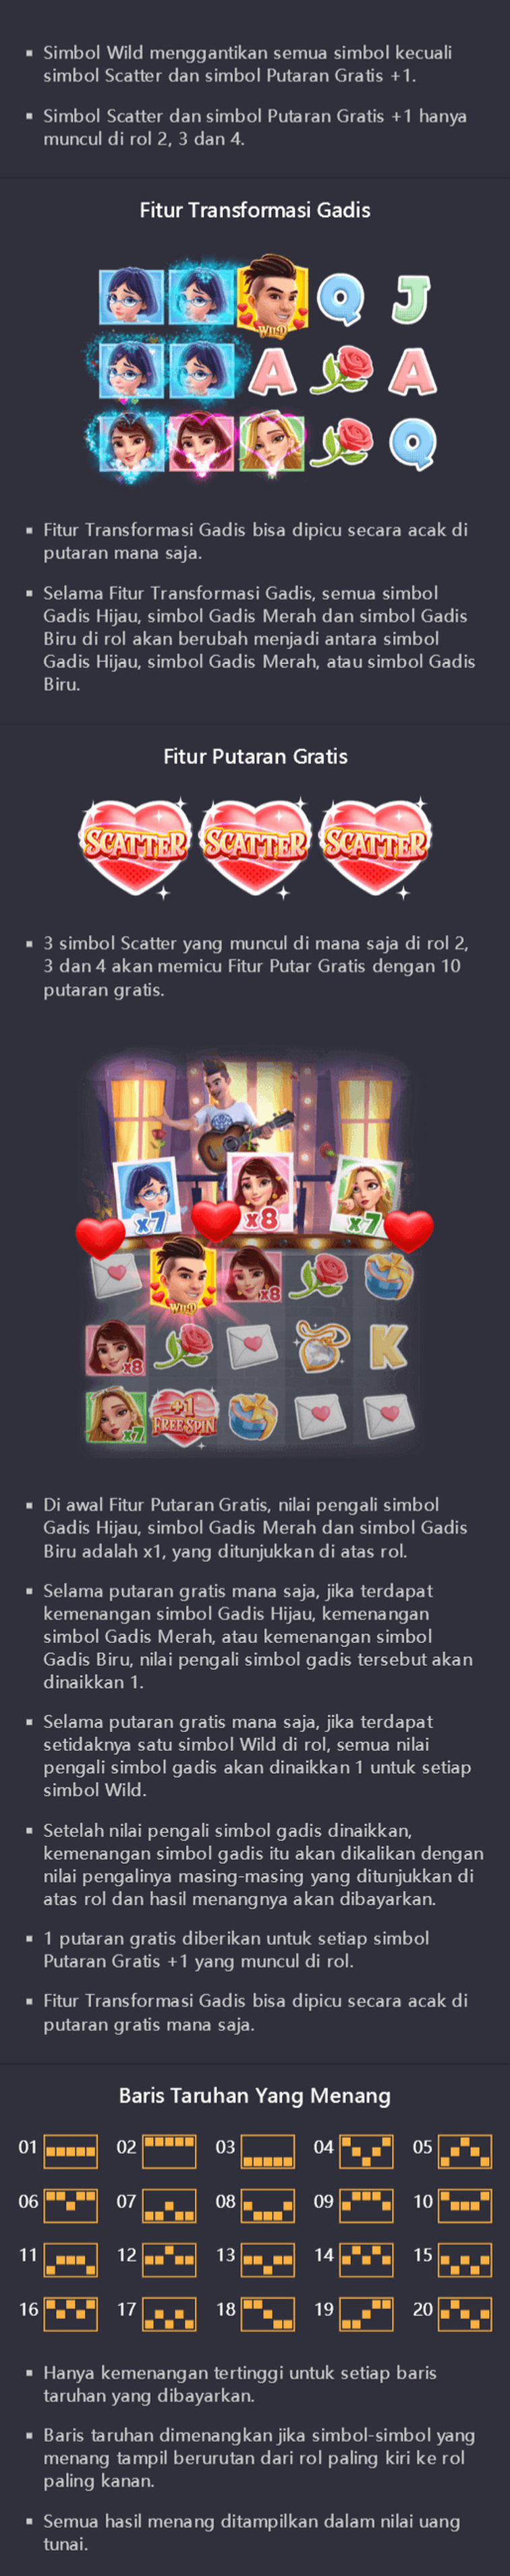 Simbol Wild menggantikan semua simbol kecuali
simbol Scatter dan simbol Putaran Gratis +1.
Simbol Scatter dan simbol Putaran Gratis +1 hanya
muncul di rol 2, 3 dan 4.
Fitur Transformasi Gadis
WILD Q J
A A
Q
Fitur Transformasi Gadis bisa dipicu secara acak di
putaran mana saja.
Selama Fitur Transformasi Gadis, semua simbol
Gadis Hijau, simbol Gadis Merah dan simbol Gadis
Biru di rol akan berubah menjadi antara simbol
Gadis Hijau, simbol Gadis Merah, atau simbol Gadis
Biru.
Fitur Putaran Gratis
SCATTER SCATTER SCATTER
3 simbol Scatter yang muncul di mana saja di rol 2,
3 dan 4 akan memicu Fitur Putar Gratis dengan 10
putaran gratis.
x7 x8 x7
WILD x8
x8 K
x7 +1 FREE SPIN
Di awal Fitur Putaran Gratis, nilai pengali simbol
Gadis Hijau, simbol Gadis Merah dan simbol Gadis
Biru adalah x1, yang ditunjukkan di atas rol.
Selama putaran gratis mana saja, jika terdapat
kemenangan simbol Gadis Hijau, kemenangan
simbol Gadis Merah, atau kemenangan simbol
Gadis Biru, nilai pengali simbol gadis tersebut akan
dinaikkan 1.
Selama putaran gratis mana saja, jika terdapat
setidaknya satu simbol Wild di rol, semua nilai
pengali simbol gadis akan dinaikkan 1 untuk setiap
simbol Wild.
Setelah nilai pengali simbol gadis dinaikkan,
kemenangan simbol gadis itu akan dikalikan dengan
nilai pengalinya masing-masing yang ditunjukkan di
atas rol dan hasil menangnya akan dibayarkan.
1 putaran gratis diberikan untuk setiap simbol
Putaran Gratis +1 yang muncul di rol.
Fitur Transformasi Gadis bisa dipicu secara acak di
putaran gratis mana saja.
Baris Taruhan Yang Menang
01 02 03 04 05
06 07 08 09 10
11 12 13 14 15
16 17 18 19 20
Hanya kemenangan tertinggi untuk setiap baris
taruhan yang dibayarkan.
Baris taruhan dimenangkan jika simbol-simbol yang
menang tampil berurutan dari rol paling kiri ke rol
paling kanan.
Semua hasil menang ditampilkan dalam nilai uang
tunai.